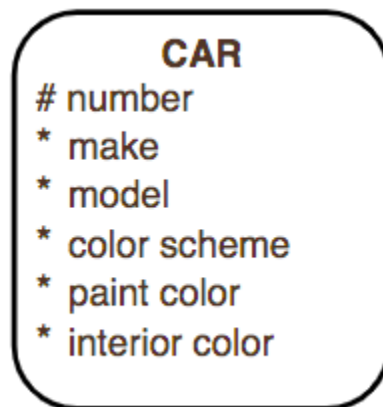 CAR
# number
* make
* model
* color scheme
* paint color
* interior color